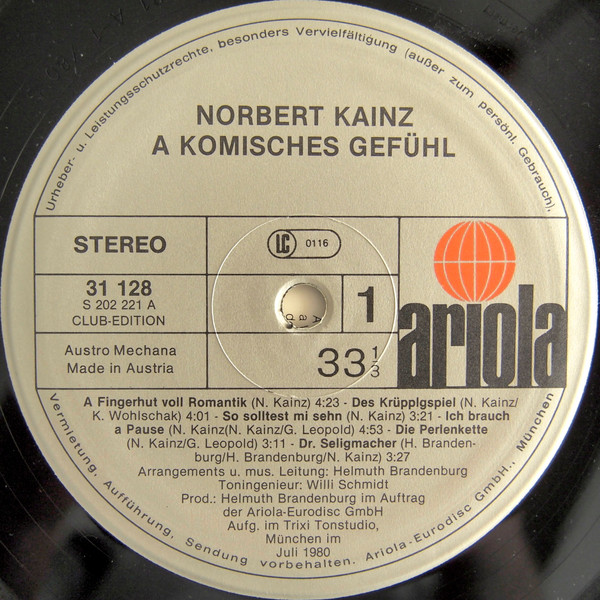 Urheber- u. Leistungsschutzrechte, besonders Vervielfältigung (außer zum persönl. Gebrauch),
NORBERT KAINZ
A KOMISCHES GEFÜHL
STEREO
LC 0116
31 128
S 202 221 A
CLUB-EDITION
1
ariola
Austro Mechana
Made in Austria
33 1/3
A Fingerhut voll Romantik (N. Kainz) 4:23 - Des Krüpplgspiel (N. Kainz/
K. Wohlschak) 4:01 - So solltest mi sehn (N. Kainz) 3:21 - Ich brauch
a Pause (N. Kainz(N. Kainz/G. Leopold) 4:53 - Die Perlenkette
(N. Kainz/G. Leopold) 3:11 - Dr. Seligmacher (H. Branden-
burg/H. Brandenburg/N. Kainz) 3:27
Arrangements u. mus. Leitung: Helmuth Brandenburg
Toningenieur: Willi Schmidt
Prod.: Helmuth Brandenburg im Auftrag
der Ariola-Eurodisc GmbH
Aufg. im Trixi Tonstudio,
München im
Juli 1980
Vermietung, Aufführung, Sendung vorbehalten. Ariola-Eurodisc GmbH., München